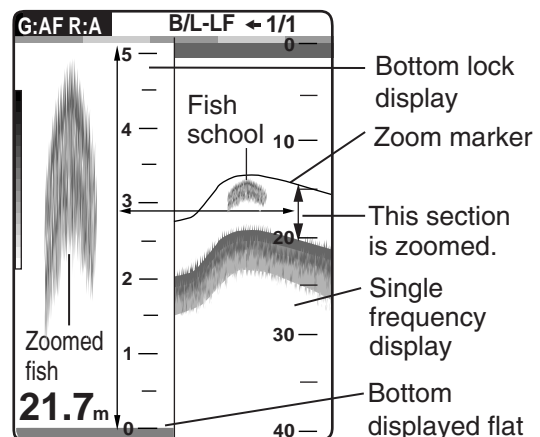 G:AF R:A
B/L-LF ← 1/1
5
4
3
2
1
0
Zoomed
fish
21.7m
0
10
20
30
40
Fish
school
Bottom lock
display
Zoom marker
This section
is zoomed.
Single
frequency
display
Bottom
displayed flat